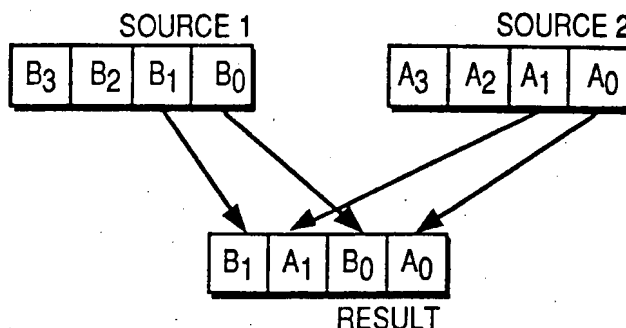 SOURCE 1 SOURCE 2
B3 B2 B1 B0 A3 A2 A1 A0
B1 A1 B0 A0
RESULT